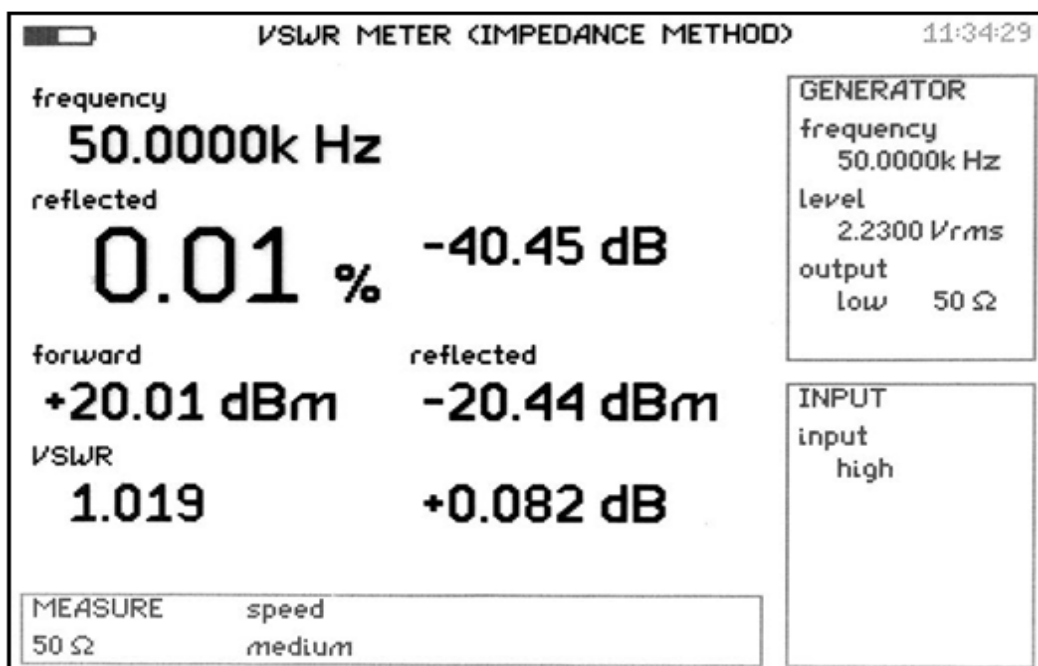 VSWR METER (IMPEDANCE METHOD) 11:34:29
frequency
50.0000k Hz
reflected
0.01 % -40.45 dB
forward reflected
+20.01 dBm -20.44 dBm
VSWR
1.019 +0.082 dB
MEASURE speed
50 Ω medium
GENERATOR
frequency
50.0000k Hz
level
2.2300 Vrms
output
low 50 Ω
INPUT
input
high